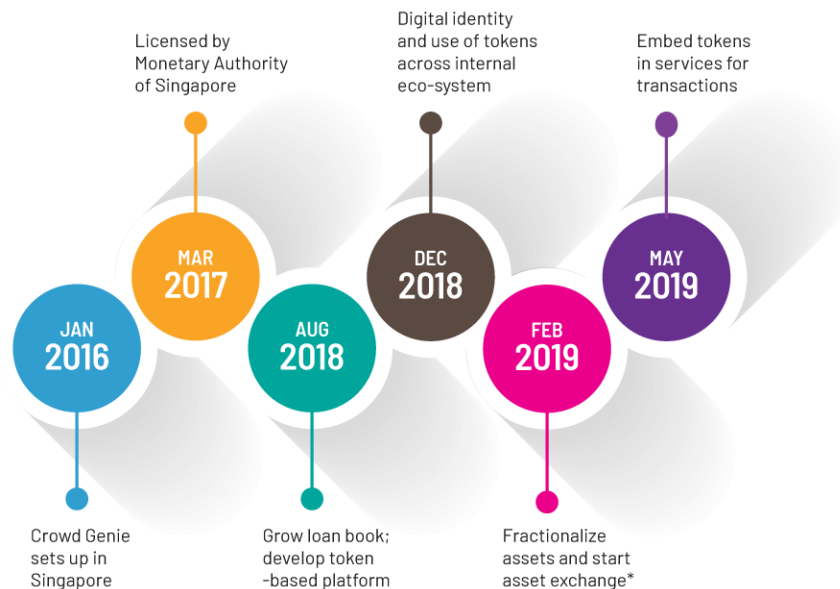 Licensed by
Monetary Authority
of Singapore
Digital identity
and use of tokens
across internal
eco-system
Embed tokens
in services for
transactions
MAR
2017
DEC
2018
MAY
2019
JAN
2016
AUG
2018
FEB
2019
Crowd Genie
sets up in
Singapore
Grow loan book;
develop token
-based platform
Fractionalize
assets and start
asset exchange*